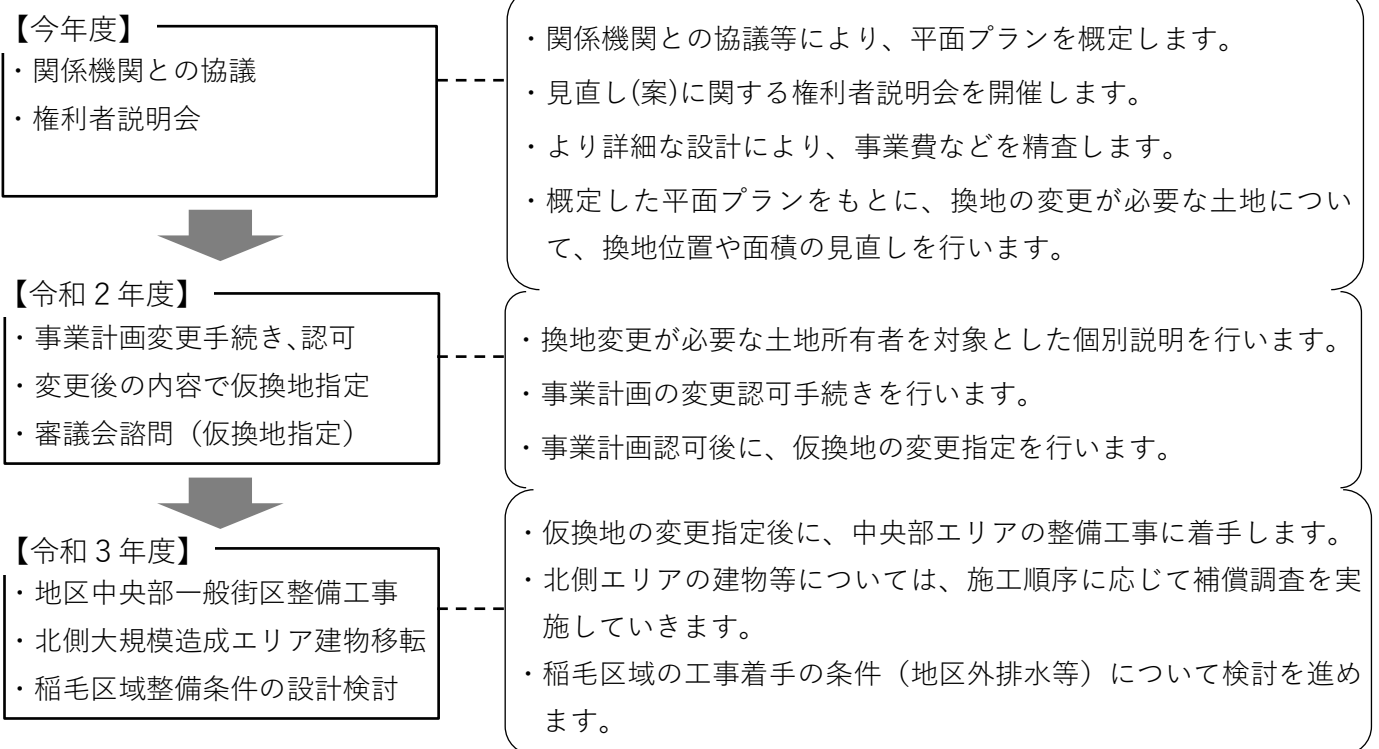 【今年度】
・関係機関との協議
・権利者説明会
・関係機関との協議等により、平面プランを概定します。
・見直し(案)に関する権利者説明会を開催します。
・より詳細な設計により、事業費などを精査します。
・概定した平面プランをもとに、換地の変更が必要な土地につい
て、換地位置や面積の見直しを行います。
【令和２年度】
・事業計画変更手続き、認可
・変更後の内容で仮換地指定
・審議会諮問（仮換地指定）
・換地変更が必要な土地所有者を対象とした個別説明を行います。
・事業計画の変更認可手続きを行います。
・事業計画認可後に、仮換地の変更指定を行います。
【令和３年度】
・地区中央部一般街区整備工事
・北側大規模造成エリア建物移転
・稲毛区域整備条件の設計検討
・仮換地の変更指定後に、中央部エリアの整備工事に着手します。
・北側エリアの建物等については、施工順序に応じて補償調査を実
施していきます。
・稲毛区域の工事着手の条件（地区外排水等）について検討を進め
ます。